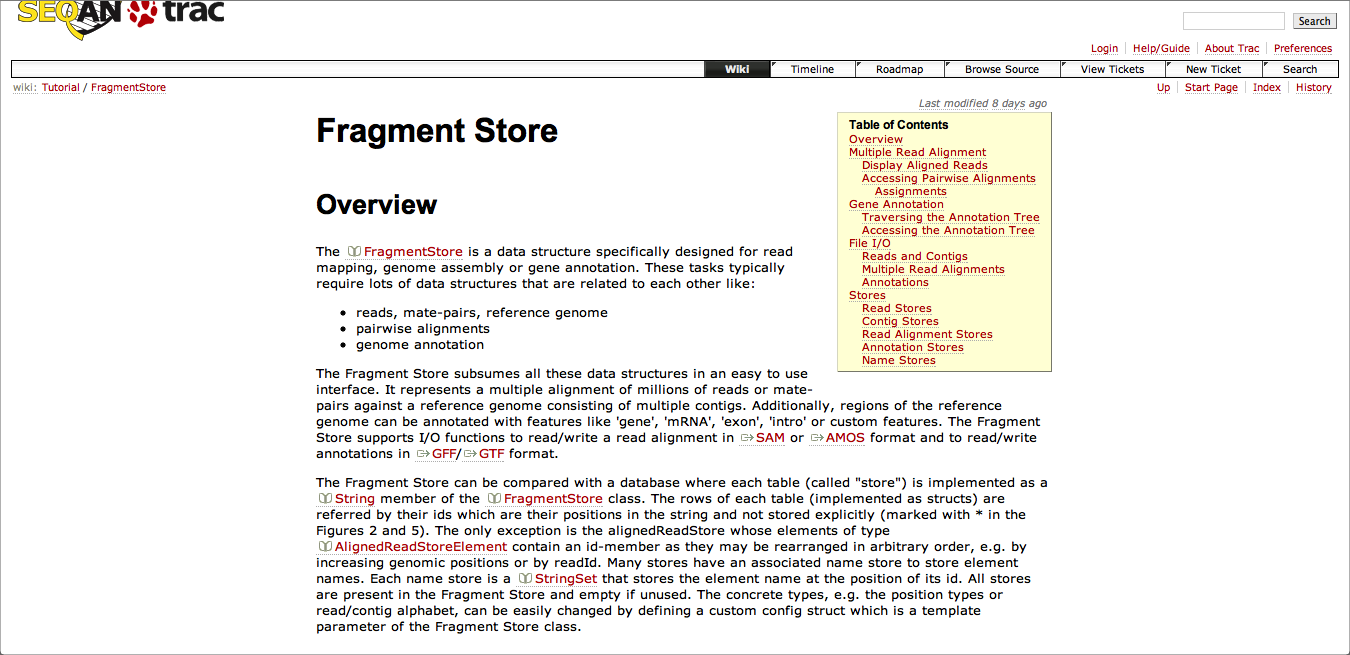 SEQAN trac
Search
Login Help/Guide About Trac Preferences
Wiki Timeline Roadmap Browse Source View Tickets New Ticket Search
wiki: Tutorial / FragmentStore
Up Start Page Index History
Last modified 8 days ago
Fragment Store
Table of Contents
Overview
Multiple Read Alignment
Display Aligned Reads
Accessing Pairwise Alignments
Assignments
Gene Annotation
Traversing the Annotation Tree
Accessing the Annotation Tree
File I/O
Reads and Contigs
Multiple Read Alignments
Annotations
Stores
Read Stores
Contig Stores
Read Alignment Stores
Annotation Stores
Name Stores
Overview
The FragmentStore is a data structure specifically designed for read
mapping, genome assembly or gene annotation. These tasks typically
require lots of data structures that are related to each other like:
• reads, mate-pairs, reference genome
• pairwise alignments
• genome annotation
The Fragment Store subsumes all these data structures in an easy to use
interface. It represents a multiple alignment of millions of reads or mate-
pairs against a reference genome consisting of multiple contigs. Additionally, regions of the reference
genome can be annotated with features like 'gene', 'mRNA', 'exon', 'intro' or custom features. The Fragment
Store supports I/O functions to read/write a read alignment in SAM or AMOS format and to read/write
annotations in GFF/GTF format.
The Fragment Store can be compared with a database where each table (called "store") is implemented as a
String member of the FragmentStore class. The rows of each table (implemented as structs) are
referred by their ids which are their positions in the string and not stored explicitly (marked with * in the
Figures 2 and 5). The only exception is the alignedReadStore whose elements of type
AlignedReadStoreElement contain an id-member as they may be rearranged in arbitrary order, e.g. by
increasing genomic positions or by readId. Many stores have an associated name store to store element
names. Each name store is a StringSet that stores the element name at the position of its id. All stores
are present in the Fragment Store and empty if unused. The concrete types, e.g. the position types or
read/contig alphabet, can be easily changed by defining a custom config struct which is a template
parameter of the Fragment Store class.